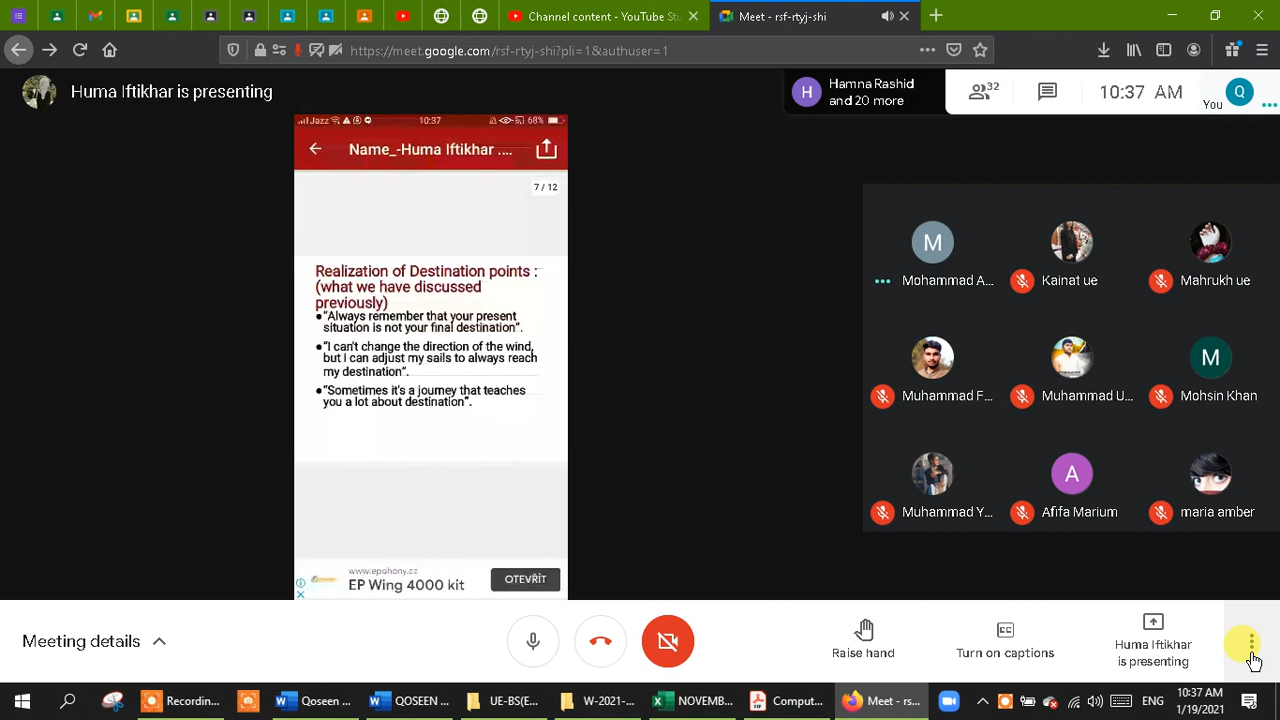 Channel content - YouTube Stu
Meet - rsf-rtyj-shi
https://meet.google.com/rsf-rtyj-shi?pli=1&authuser=1
Huma Iftikhar is presenting
H
Hamna Rashid
and 20 more
32
10:37 AM
You
Q
Jazz
10:37
68%
Name_-Huma Iftikhar ....
7 / 12
Realization of Destination points :
(what we have discussed
previously)
•"Always remember that your present
situation is not your final destination".
•"I can't change the direction of the wind,
but I can adjust my sails to always reach
my destination".
•"Sometimes it's a journey that teaches
you a lot about destination".
www.epohony.cz
EP Wing 4000 kit
OTEVŘÍT
M
Mohammad A...
Kainat ue
Mahrukh ue
Muhammad F...
Muhammad U...
M
Mohsin Khan
Muhammad Y...
A
Afifa Marium
maria amber
Meeting details
Raise hand
Turn on captions
Huma Iftikhar
is presenting
Recording...
Qoseen ...
QOSEEN ...
UE-BS(E...
W-2021-...
NOVEMB...
Comput...
Meet - rs...
ENG
10:37 AM
1/19/2021